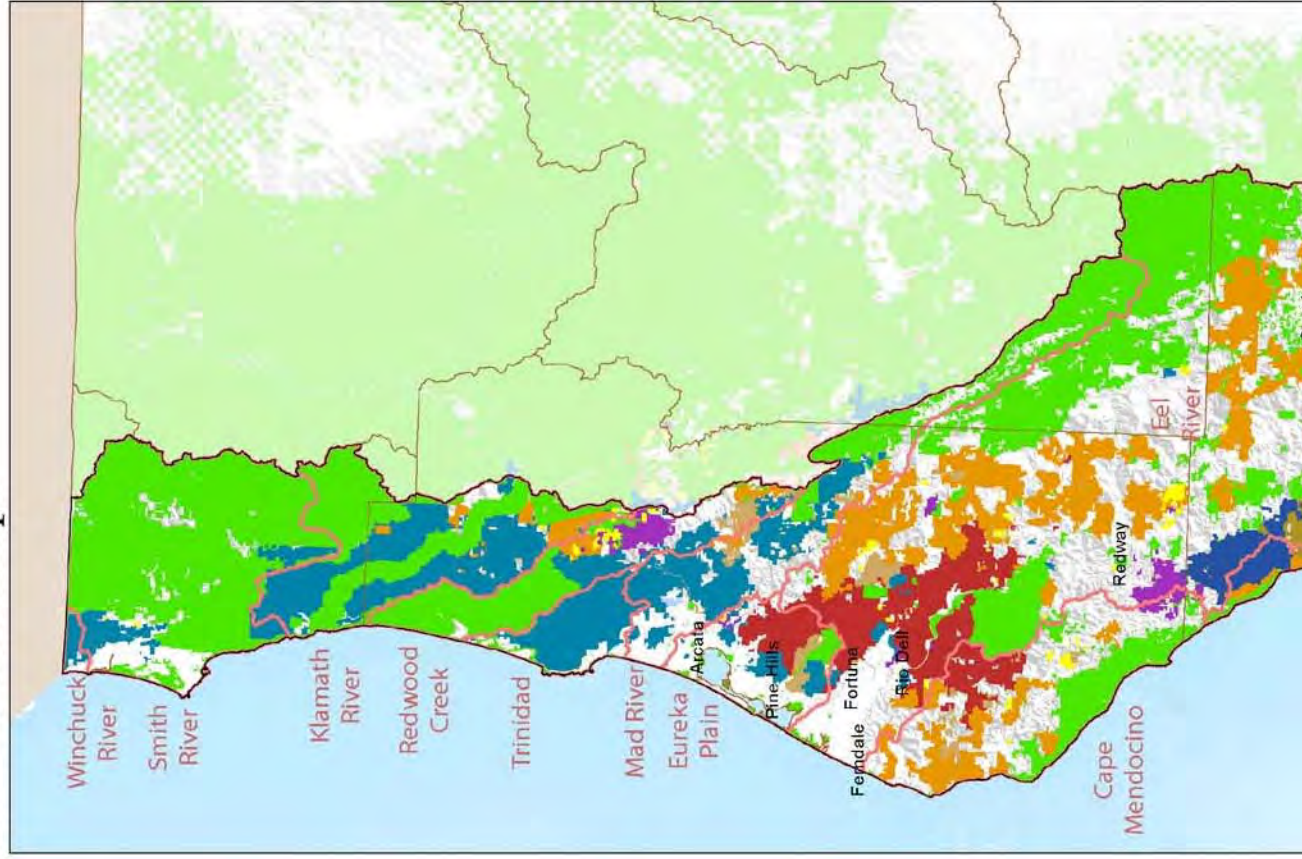 Winchuck
River
Smith
River
Klamath
River
Redwood
Creek
Trinidad
Mad River
Eureka
Plain
Arcata
Pine Hills
Fortuna
Ferndale
Rio Dell
Cape
Mendocino
Redway
Eel
River